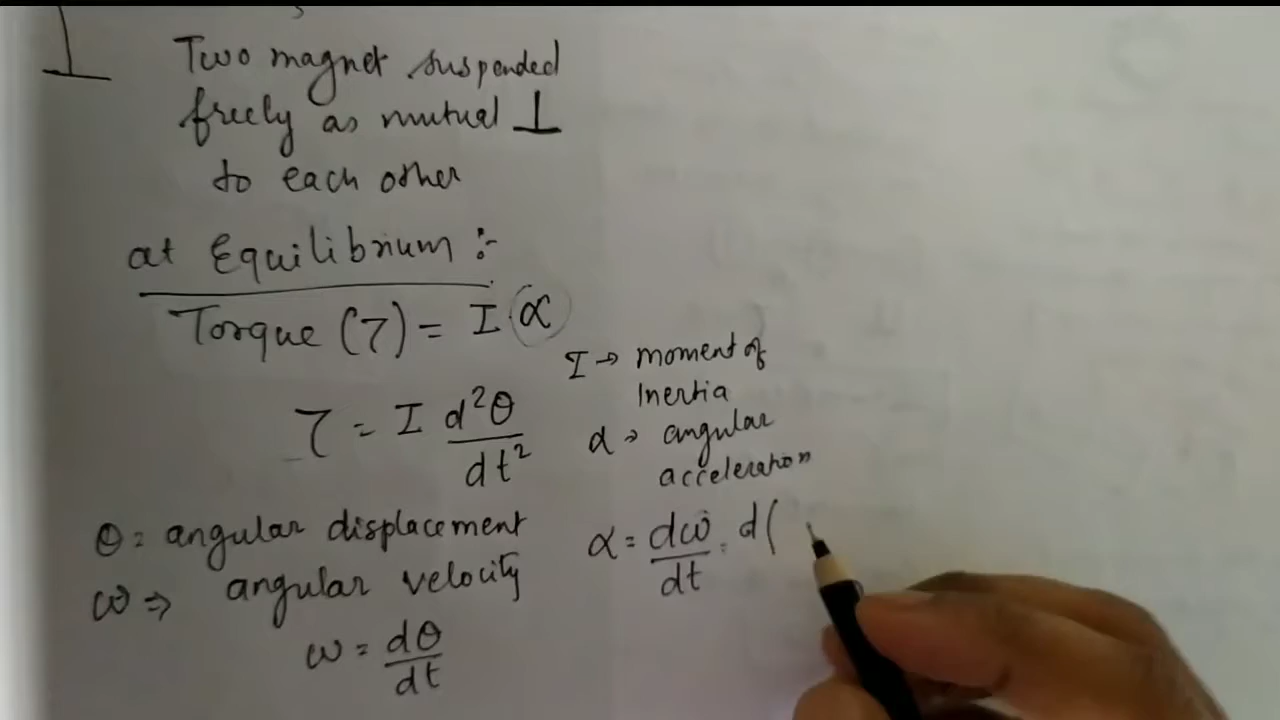 ⊥
Two magnet suspended
freely as mutual ⊥
to each other
at Equilibrium :-
Torque (τ) = I α
I → moment of
Inertia
τ = I d²θ/dt²
α → angular
acceleration
θ = angular displacement
ω ⇒ angular velocity
α = dω/dt = d(
ω = dθ/dt